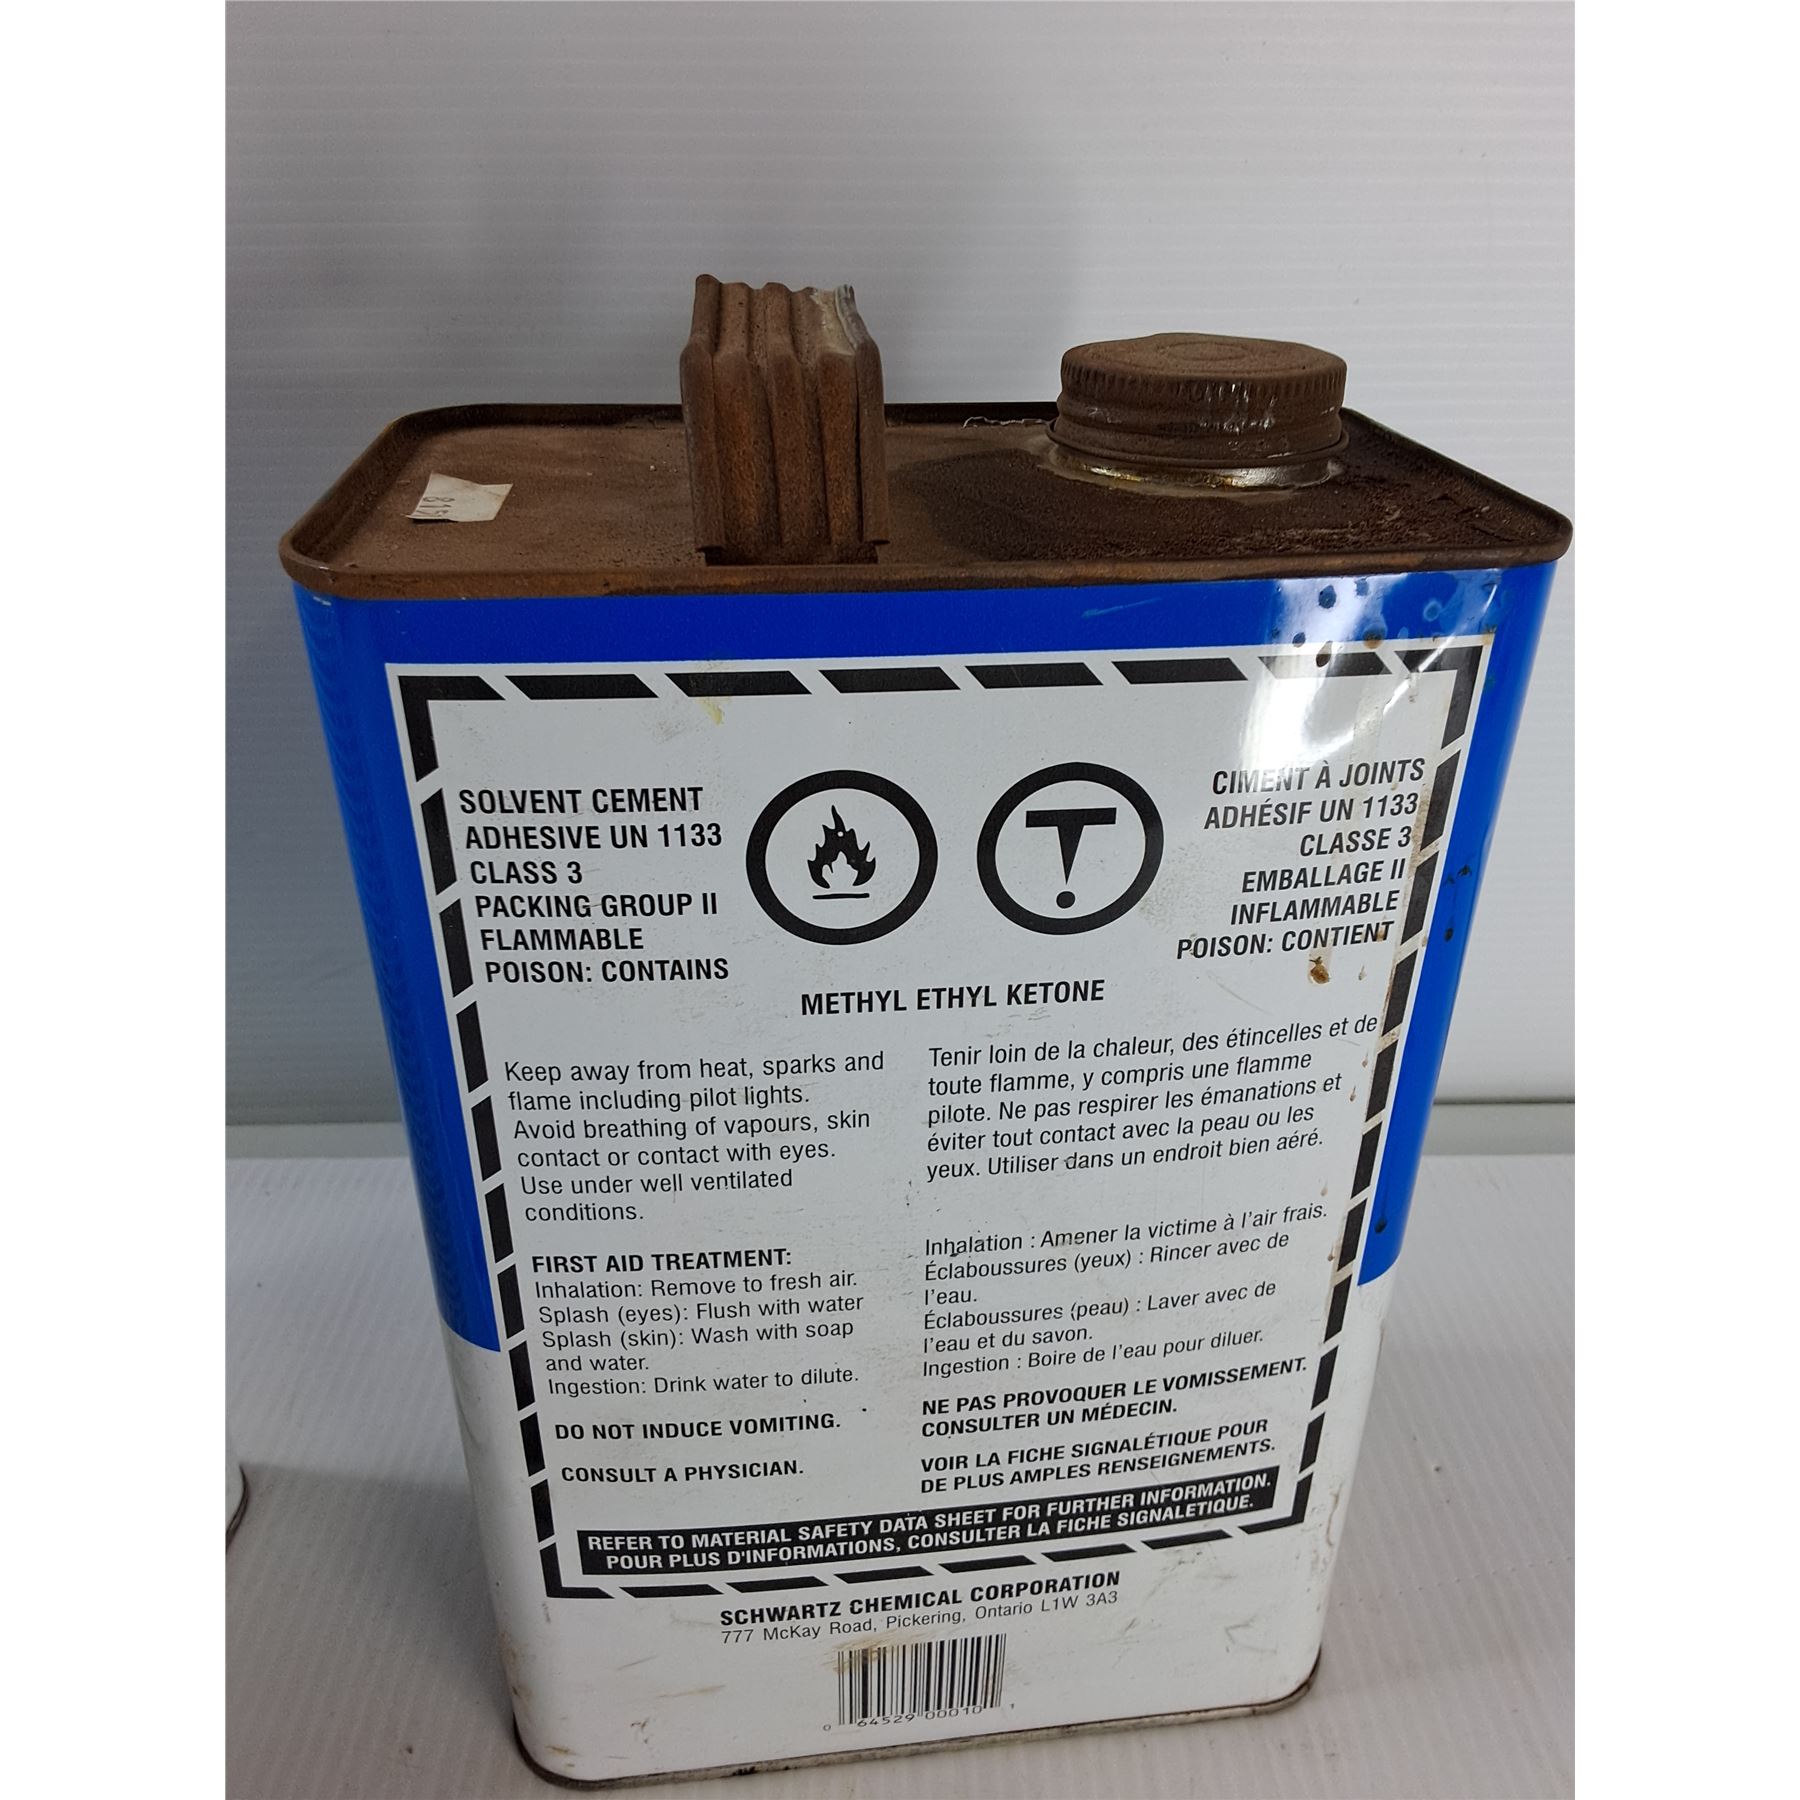 SOLVENT CEMENT
ADHESIVE UN 1133
CLASS 3
PACKING GROUP II
FLAMMABLE
POISON: CONTAINS
CIMENT À JOINTS
ADHÉSIF UN 1133
CLASSE 3
EMBALLAGE II
INFLAMMABLE
POISON: CONTIENT
METHYL ETHYL KETONE
Keep away from heat, sparks and
flame including pilot lights.
Avoid breathing of vapours, skin
contact or contact with eyes.
Use under well ventilated
conditions.
FIRST AID TREATMENT:
Inhalation: Remove to fresh air.
Splash (eyes): Flush with water
Splash (skin): Wash with soap
and water.
Ingestion: Drink water to dilute.
DO NOT INDUCE VOMITING.
CONSULT A PHYSICIAN.
Tenir loin de la chaleur, des étincelles et de
toute flamme, y compris une flamme
pilote. Ne pas respirer les émanations et
éviter tout contact avec la peau ou les
yeux. Utiliser dans un endroit bien aéré.
Inhalation : Amener la victime à l'air frais.
Éclaboussures (yeux) : Rincer avec de
l'eau.
Éclaboussures (peau) : Laver avec de
l'eau et du savon.
Ingestion : Boire de l'eau pour diluer.
NE PAS PROVOQUER LE VOMISSEMENT.
CONSULTER UN MÉDECIN.
VOIR LA FICHE SIGNALÉTIQUE POUR
DE PLUS AMPLES RENSEIGNEMENTS.
REFER TO MATERIAL SAFETY DATA SHEET FOR FURTHER INFORMATION.
POUR PLUS D'INFORMATIONS, CONSULTER LA FICHE SIGNALETIQUE.
SCHWARTZ CHEMICAL CORPORATION
777 McKay Road, Pickering, Ontario L1W 3A3
0 64529 00010 1